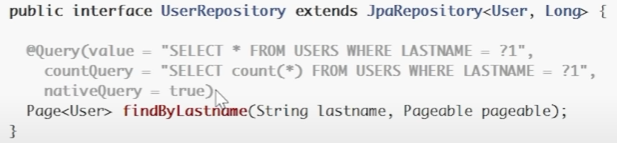 public interface UserRepository extends JpaRepository<User, Long> {
@Query(value = "SELECT * FROM USERS WHERE LASTNAME = ?1",
countQuery = "SELECT count(*) FROM USERS WHERE LASTNAME = ?1",
nativeQuery = true)
Page<User> findByLastname(String lastname, Pageable pageable);
}